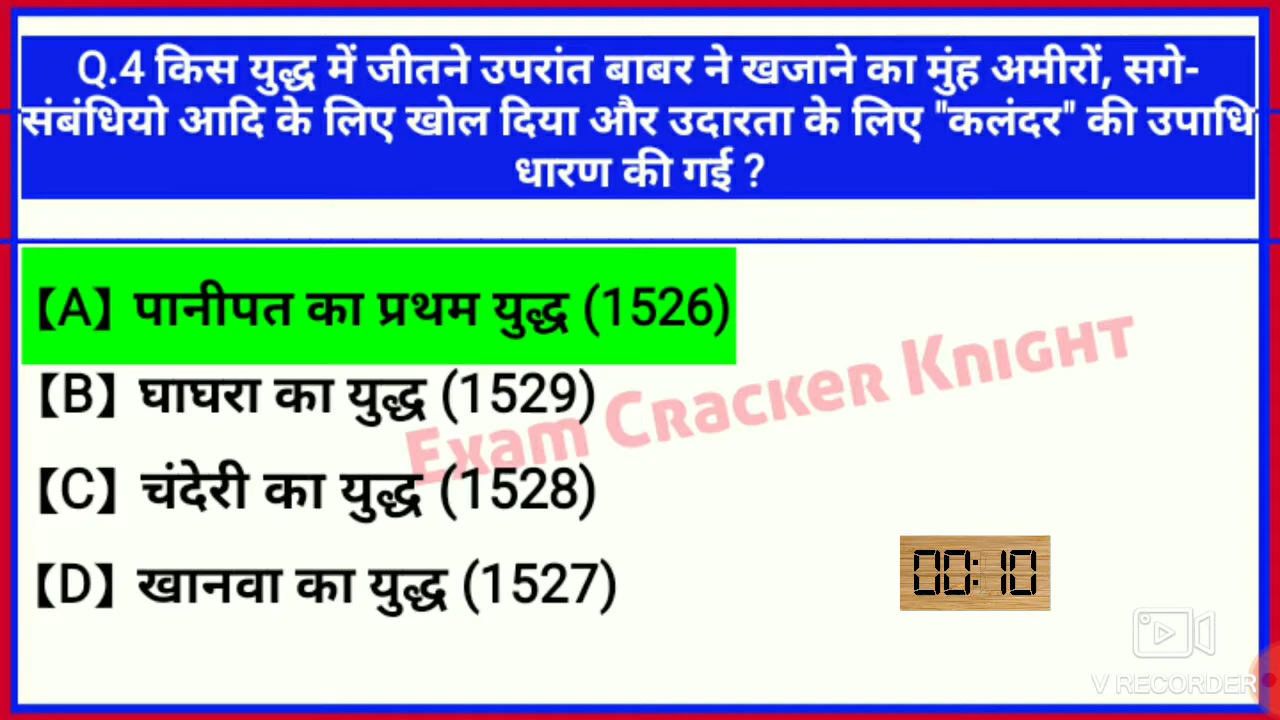 Q.4 किस युद्ध में जीतने उपरांत बाबर ने खजाने का मुंह अमीरों, सगे-
संबंधियो आदि के लिए खोल दिया और उदारता के लिए "कलंदर" की उपाधि
धारण की गई ?
【A】 पानीपत का प्रथम युद्ध (1526)
【B】 घाघरा का युद्ध (1529)
【C】 चंदेरी का युद्ध (1528)
【D】 खानवा का युद्ध (1527)
Exam Cracker Knight
00:10
V RECORDER